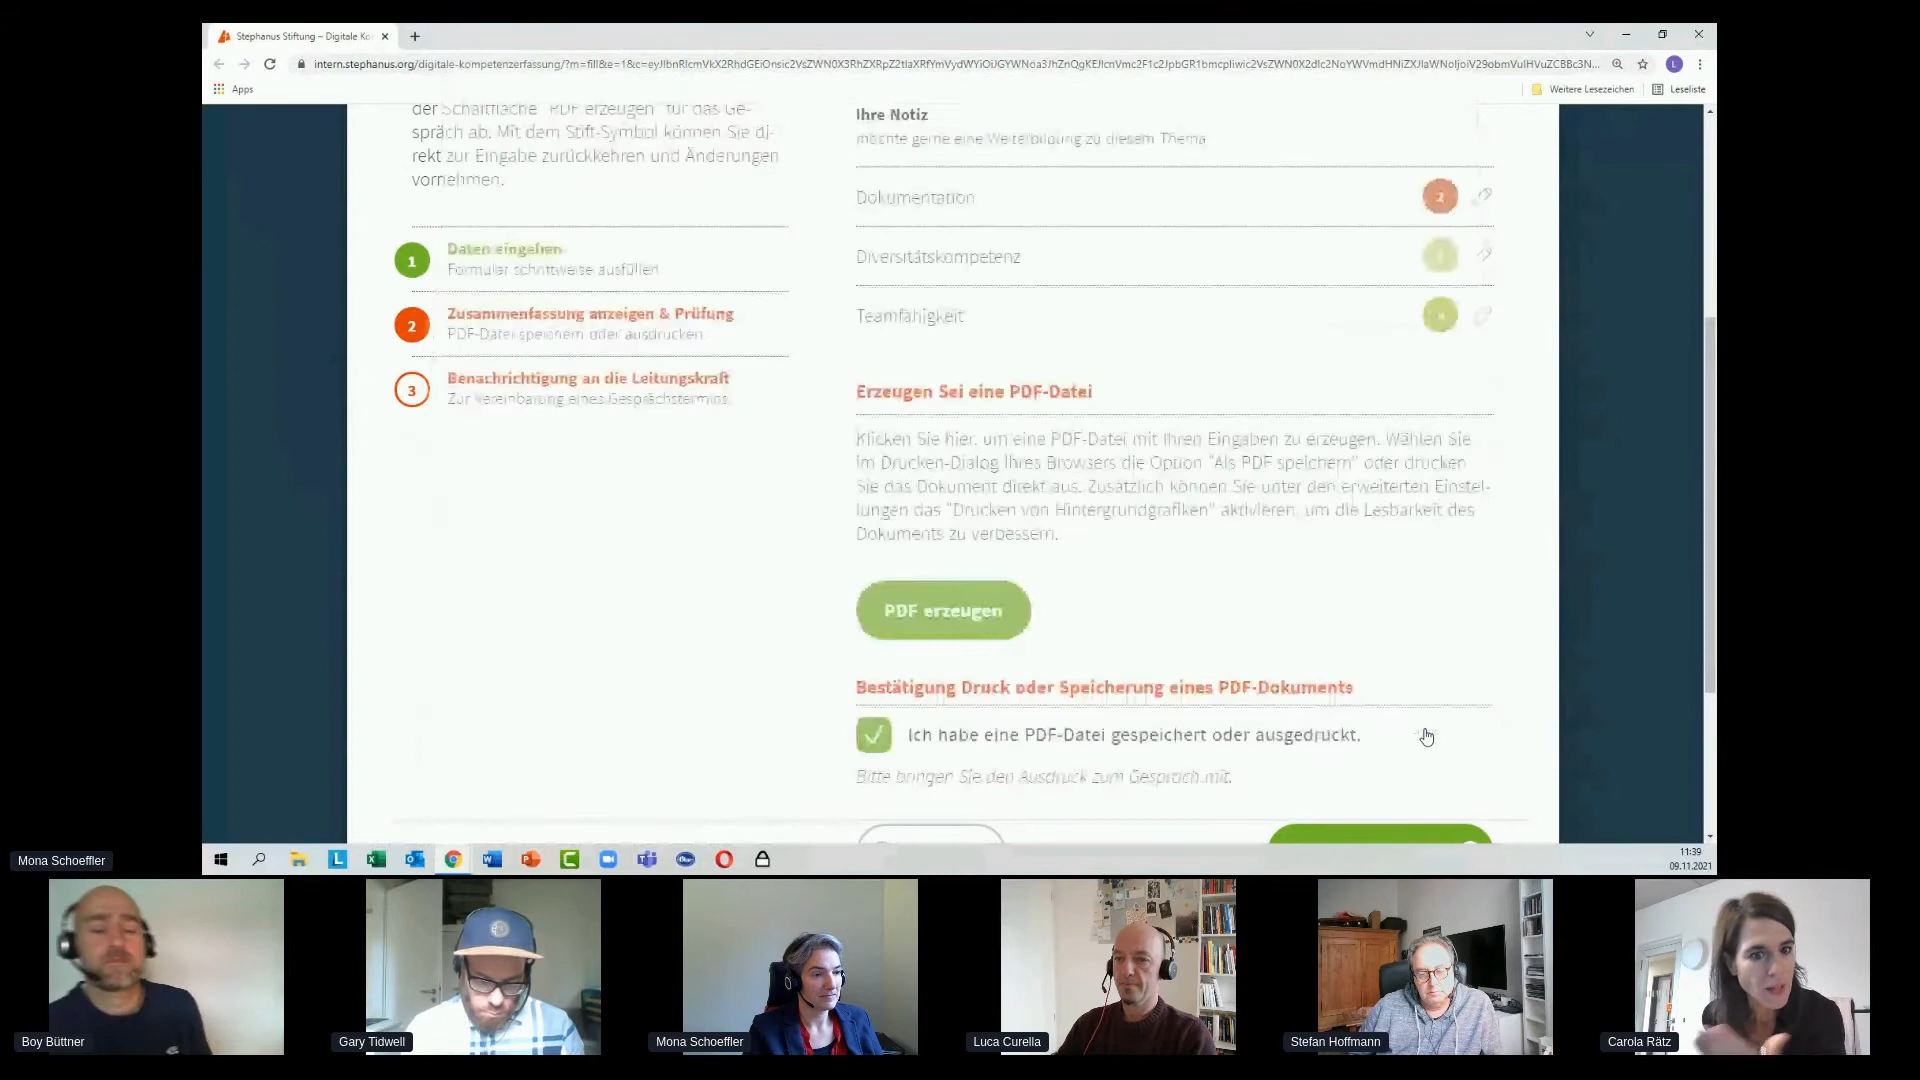 Stephanus Stiftung – Digitale Ko
Apps
Weitere Lesezeichen
Leseliste
der Schaltfläche "PDF erzeugen" für das Ge-
spräch ab. Mit dem Stift-Symbol können Sie di-
rekt zur Eingabe zurückkehren und Änderungen
vornehmen.
1
Daten eingeben
Formular schrittweise ausfüllen
2
Zusammenfassung anzeigen & Prüfung
PDF-Datei speichern oder ausdrucken
3
Benachrichtigung an die Leitungskraft
Zur Vereinbarung eines Gesprächstermins
Ihre Notiz
möchte gerne eine Weiterbildung zu diesem Thema
Dokumentation
2
Diversitätskompetenz
Teamfähigkeit
Erzeugen Sei eine PDF-Datei
Klicken Sie hier, um eine PDF-Datei mit Ihren Eingaben zu erzeugen. Wählen Sie
im Drucken-Dialog Ihres Browsers die Option "Als PDF speichern" oder drucken
Sie das Dokument direkt aus. Zusätzlich können Sie unter den erweiterten Einstel-
lungen das "Drucken von Hintergrundgrafiken" aktivieren, um die Lesbarkeit des
Dokuments zu verbessern.
PDF erzeugen
Bestätigung Druck oder Speicherung eines PDF-Dokuments
Ich habe eine PDF-Datei gespeichert oder ausgedruckt.
Bitte bringen Sie den Ausdruck zum Gespräch mit.
11:39
09.11.2021
Mona Schoeffler
Boy Büttner
Gary Tidwell
Mona Schoeffler
Luca Curella
Stefan Hoffmann
Carola Rätz